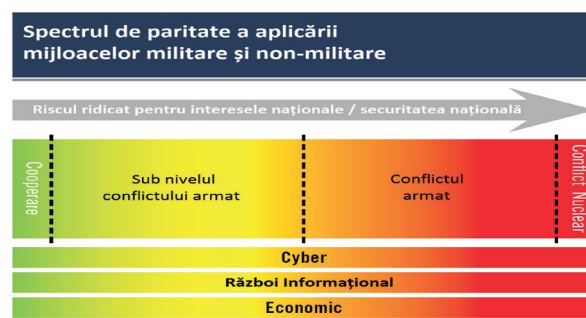 Spectrul de paritate a aplicării
mijloacelor militare și non-militare
Riscul ridicat pentru interesele naționale / securitatea națională
Cooperare
Sub nivelul
conflictului armat
Conflictul
armat
Conflict Nuclear
Cyber
Război Informațional
Economic